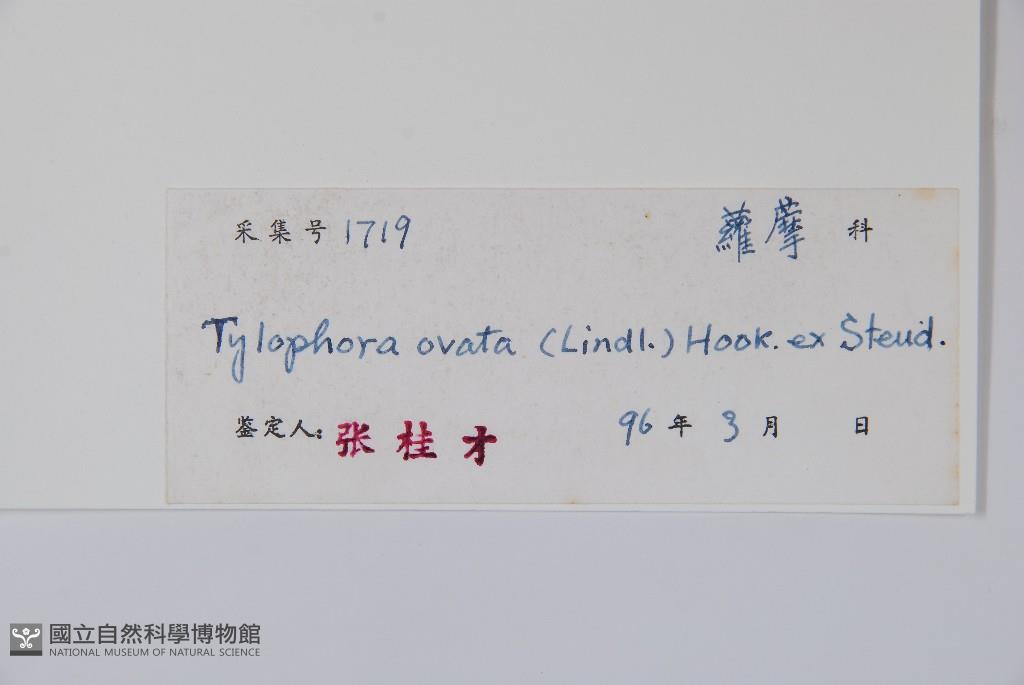 采集号 1719 蘿藦 科
Tylophora ovata (Lindl.) Hook. ex Steud.
鉴定人: 张桂才 96 年 3 月 日
國立自然科學博物館
NATIONAL MUSEUM OF NATURAL SCIENCE